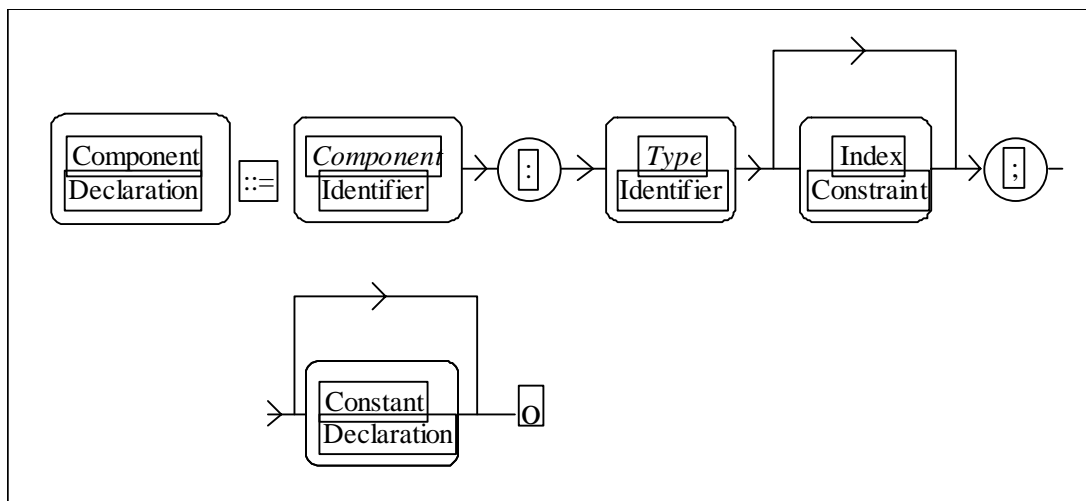 Component
Declaration
::=
Component
Identifier
:
Type
Identifier
Index
Constraint
;
Constant
Declaration
o